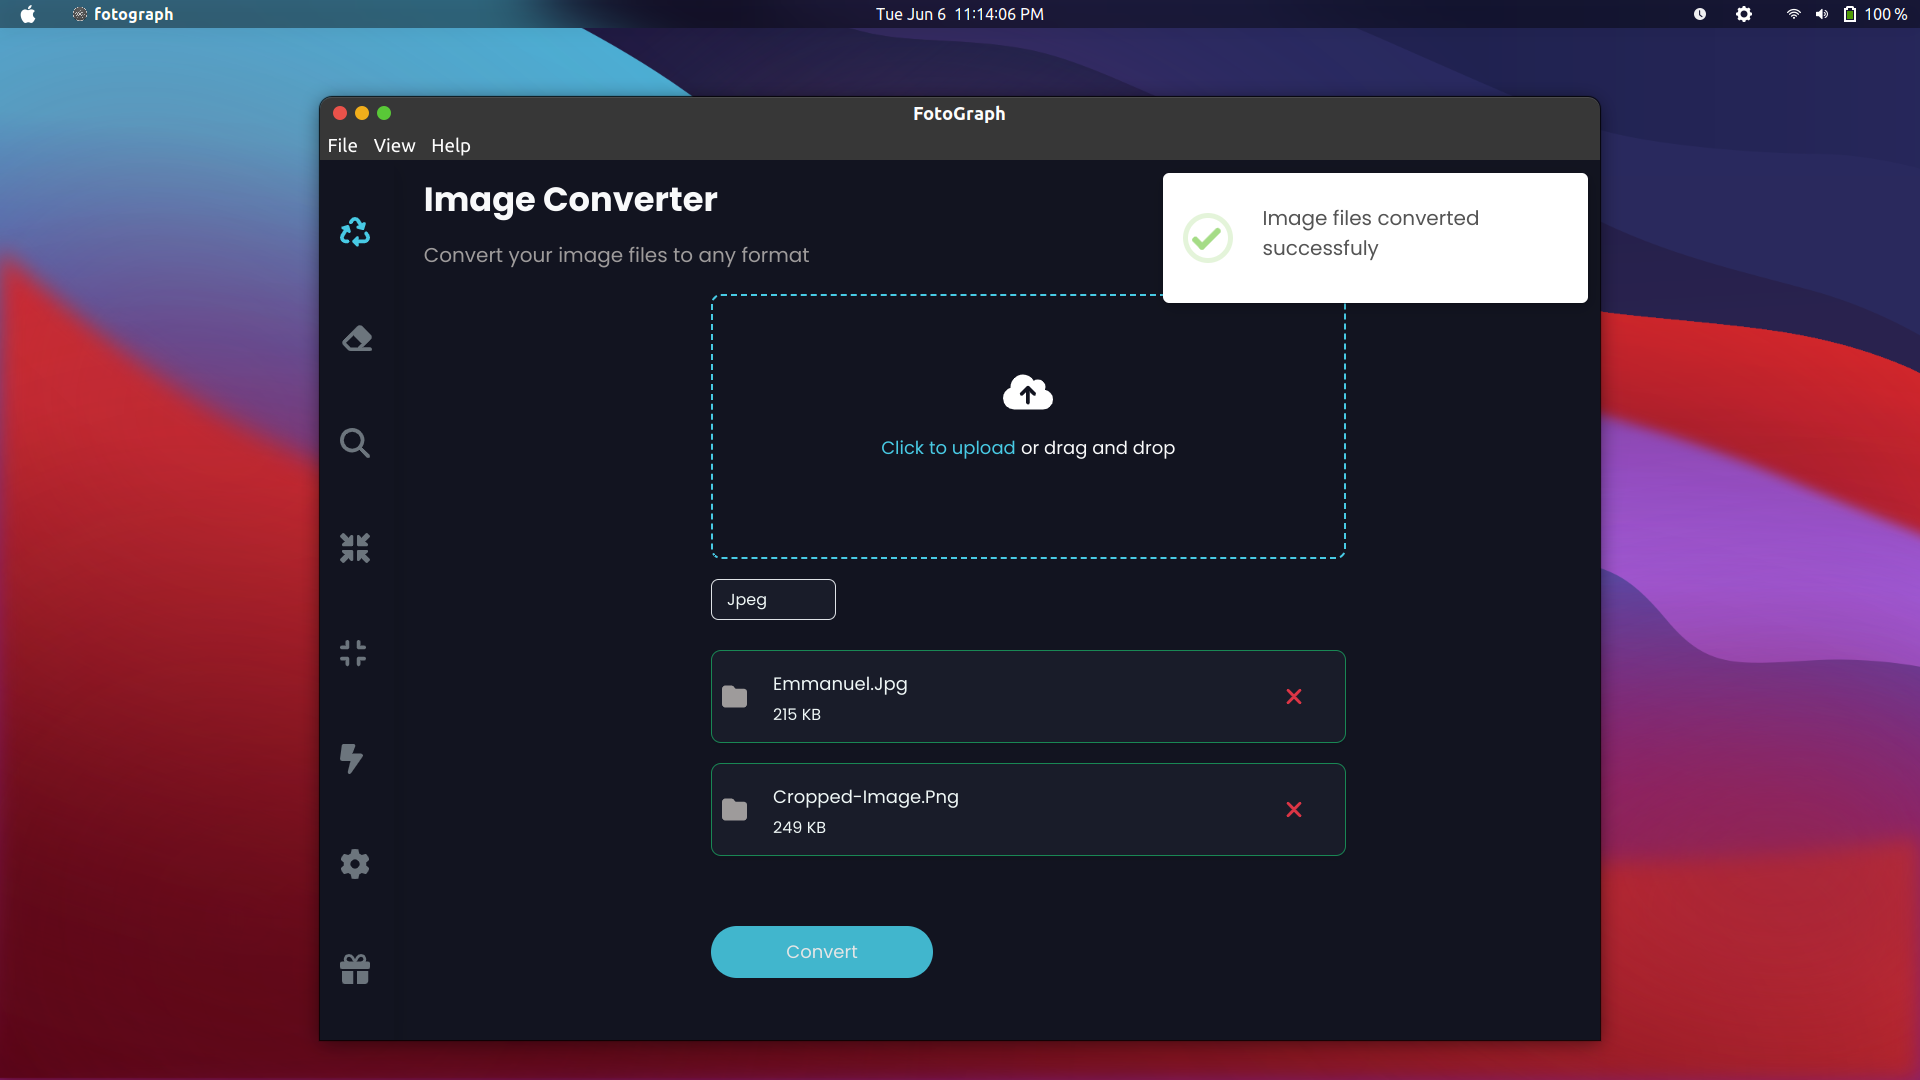 fotograph
Tue Jun 6 11:14:06 PM
100 %
FotoGraph
File View Help
Image Converter
Convert your image files to any format
Image files converted
successfuly
Click to upload or drag and drop
Jpeg
Emmanuel.Jpg
215 KB
Cropped-Image.Png
249 KB
Convert